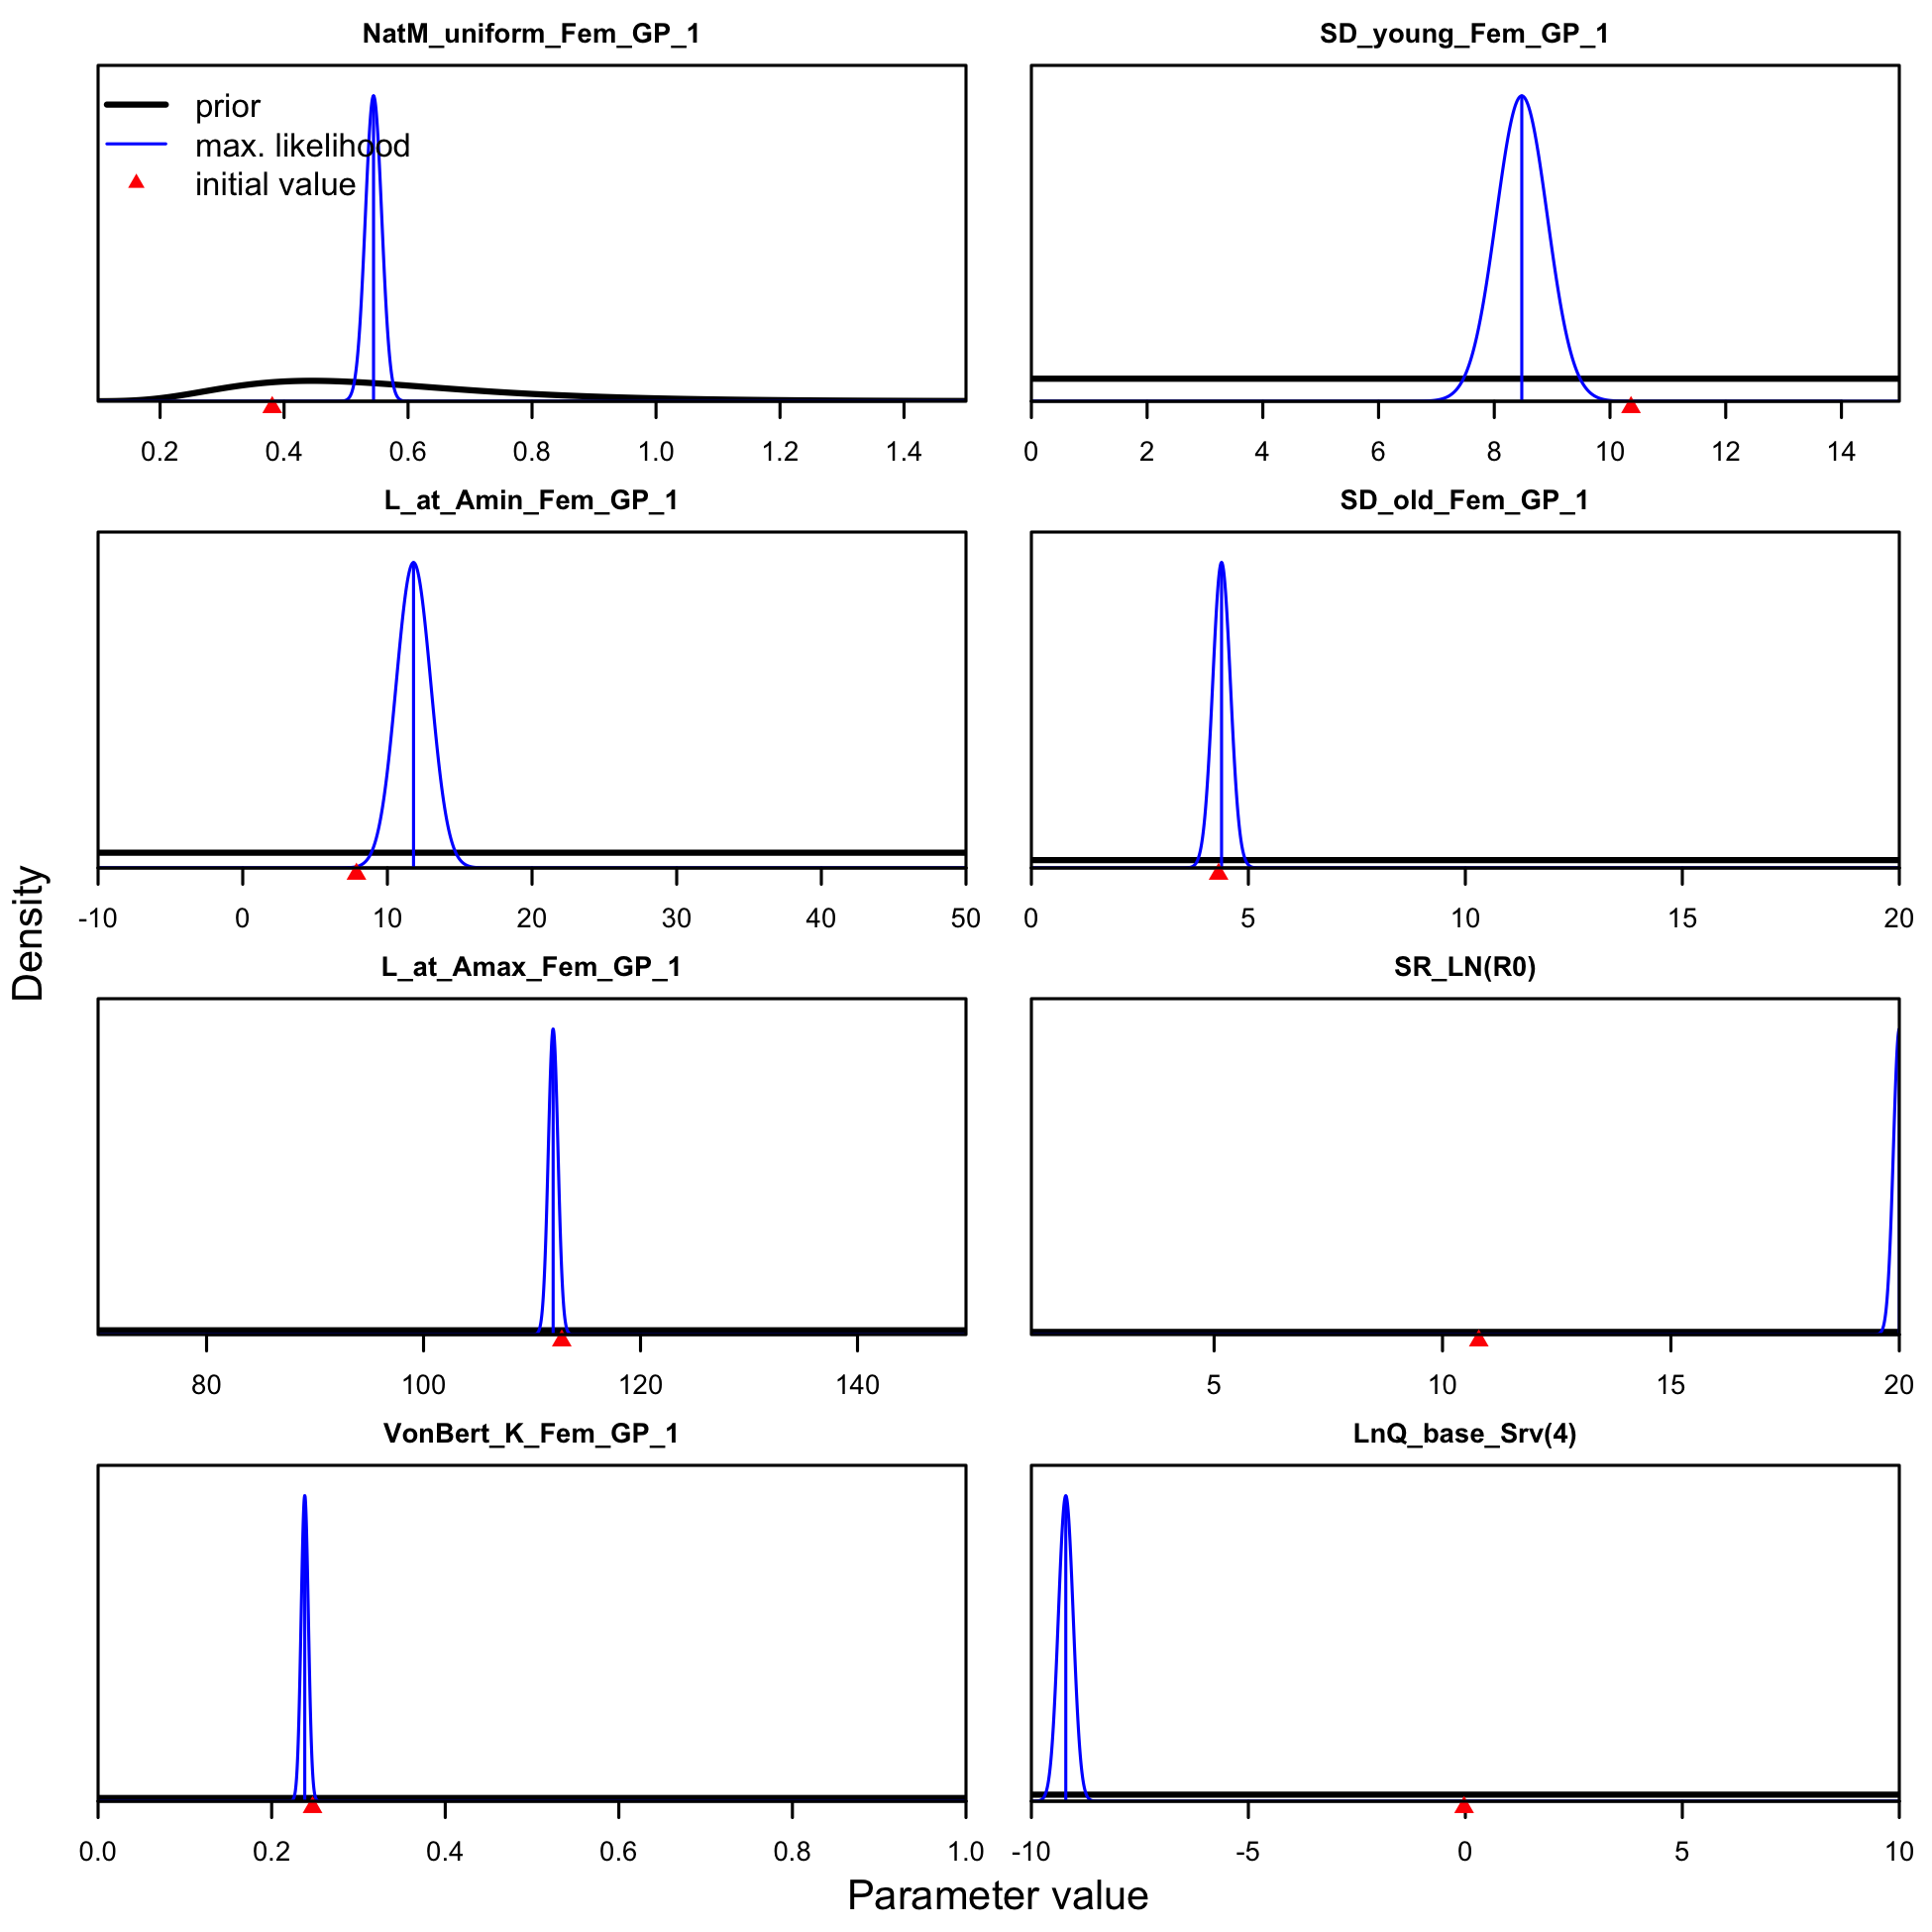 NatM_uniform_Fem_GP_1
prior
max. likelihood
initial value
0.2 0.4 0.6 0.8 1.0 1.2 1.4
SD_young_Fem_GP_1
0 2 4 6 8 10 12 14
L_at_Amin_Fem_GP_1
-10 0 10 20 30 40 50
SD_old_Fem_GP_1
0 5 10 15 20
L_at_Amax_Fem_GP_1
80 100 120 140
SR_LN(R0)
5 10 15 20
VonBert_K_Fem_GP_1
0.0 0.2 0.4 0.6 0.8 1.0
LnQ_base_Srv(4)
-10 -5 0 5 10
Density
Parameter value